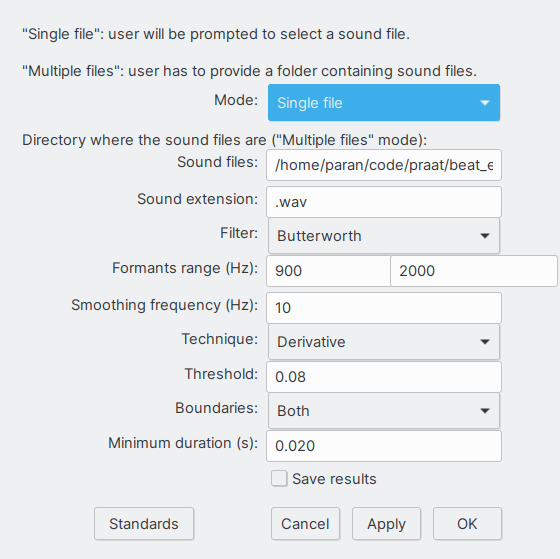 "Single file": user will be prompted to select a sound file.
"Multiple files": user has to provide a folder containing sound files.
Mode: Single file
Directory where the sound files are ("Multiple files" mode):
Sound files: /home/paran/code/praat/beat_e
Sound extension: .wav
Filter: Butterworth
Formants range (Hz): 900 2000
Smoothing frequency (Hz): 10
Technique: Derivative
Threshold: 0.08
Boundaries: Both
Minimum duration (s): 0.020
Save results
Standards Cancel Apply OK